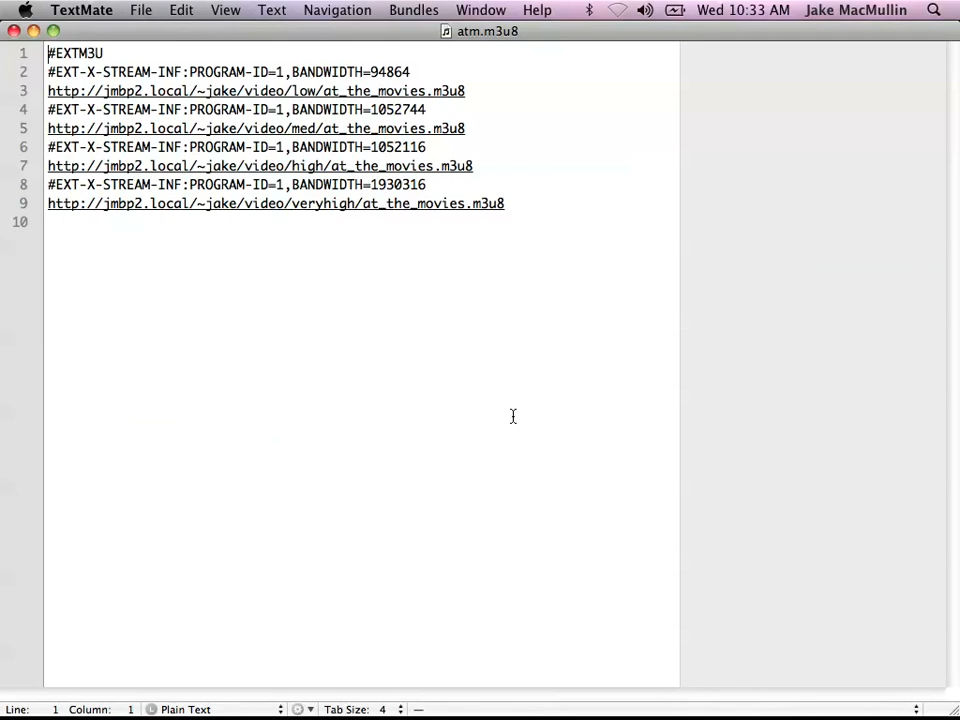 TextMate File Edit View Text Navigation Bundles Window Help Wed 10:33 AM Jake MacMullin
atm.m3u8
1 #EXTM3U
2 #EXT-X-STREAM-INF:PROGRAM-ID=1,BANDWIDTH=94864
3 http://jmbp2.local/~jake/video/low/at_the_movies.m3u8
4 #EXT-X-STREAM-INF:PROGRAM-ID=1,BANDWIDTH=1052744
5 http://jmbp2.local/~jake/video/med/at_the_movies.m3u8
6 #EXT-X-STREAM-INF:PROGRAM-ID=1,BANDWIDTH=1052116
7 http://jmbp2.local/~jake/video/high/at_the_movies.m3u8
8 #EXT-X-STREAM-INF:PROGRAM-ID=1,BANDWIDTH=1930316
9 http://jmbp2.local/~jake/video/veryhigh/at_the_movies.m3u8
10
Line: 1 Column: 1 L Plain Text Tab Size: 4 —